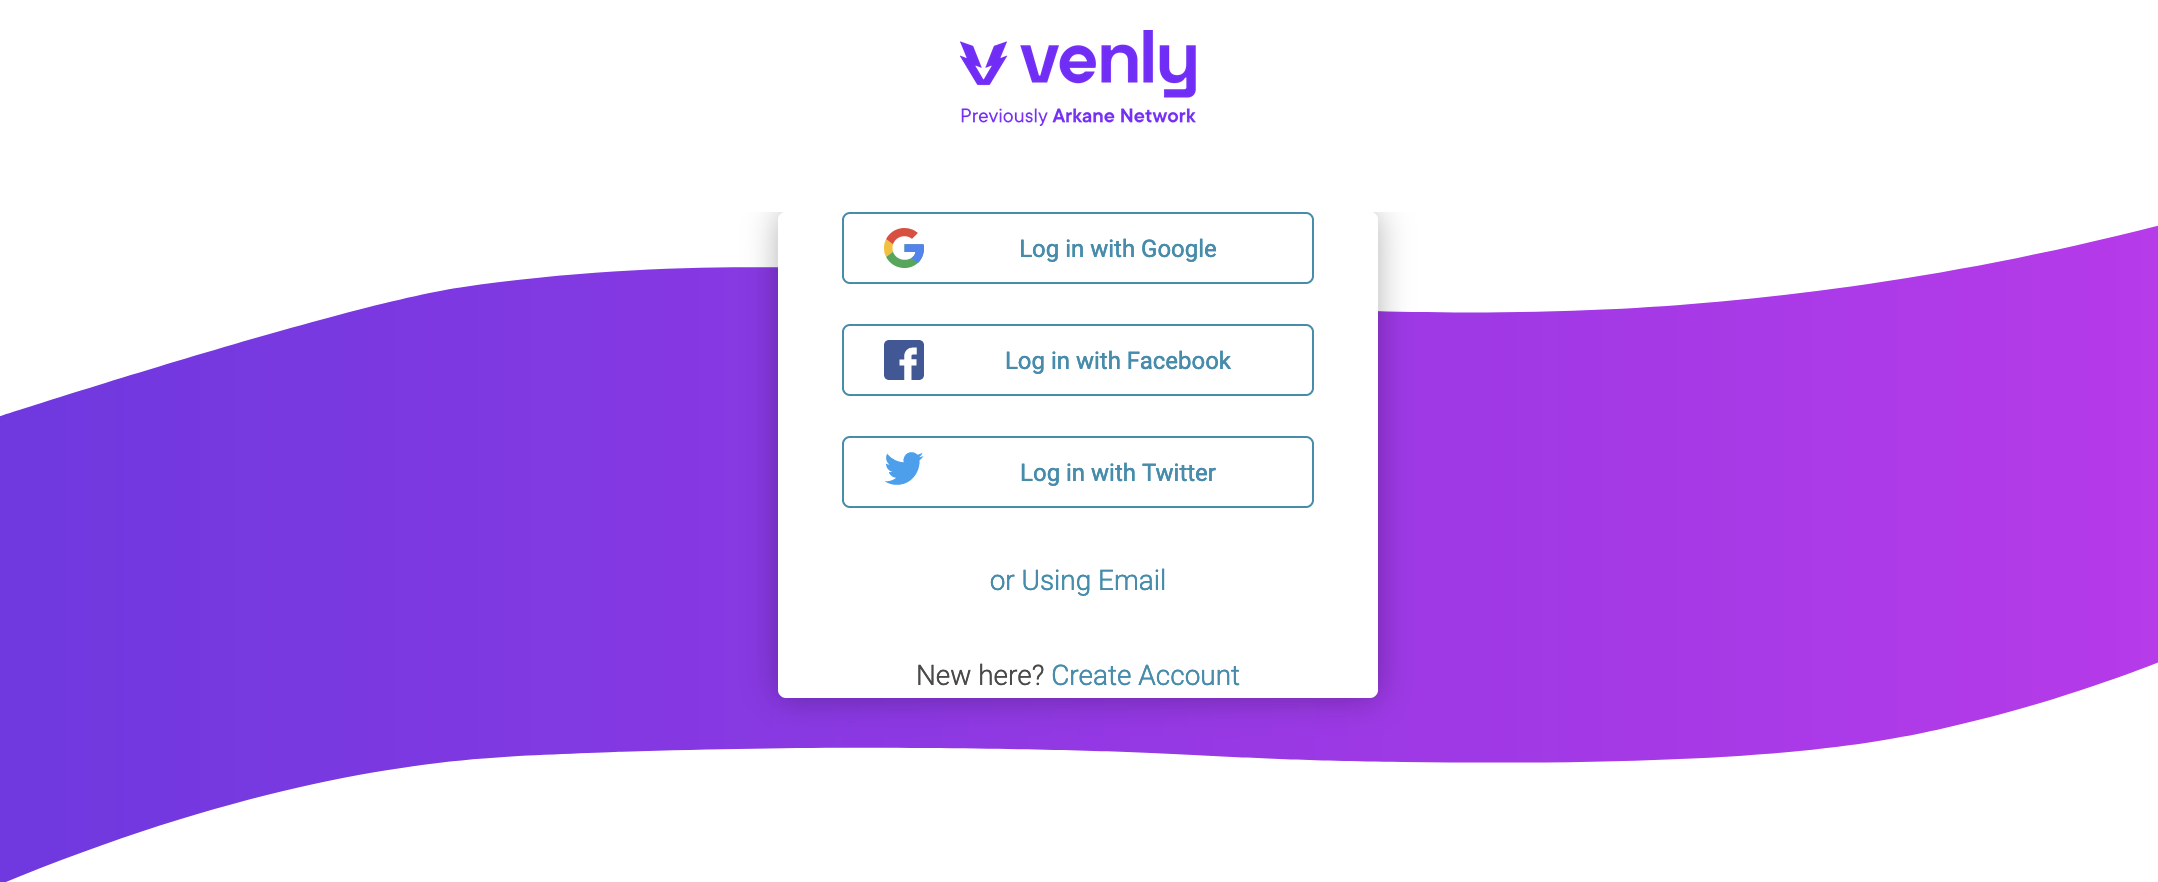 venly
Previously Arkane Network
Log in with Google
Log in with Facebook
Log in with Twitter
or Using Email
New here? Create Account